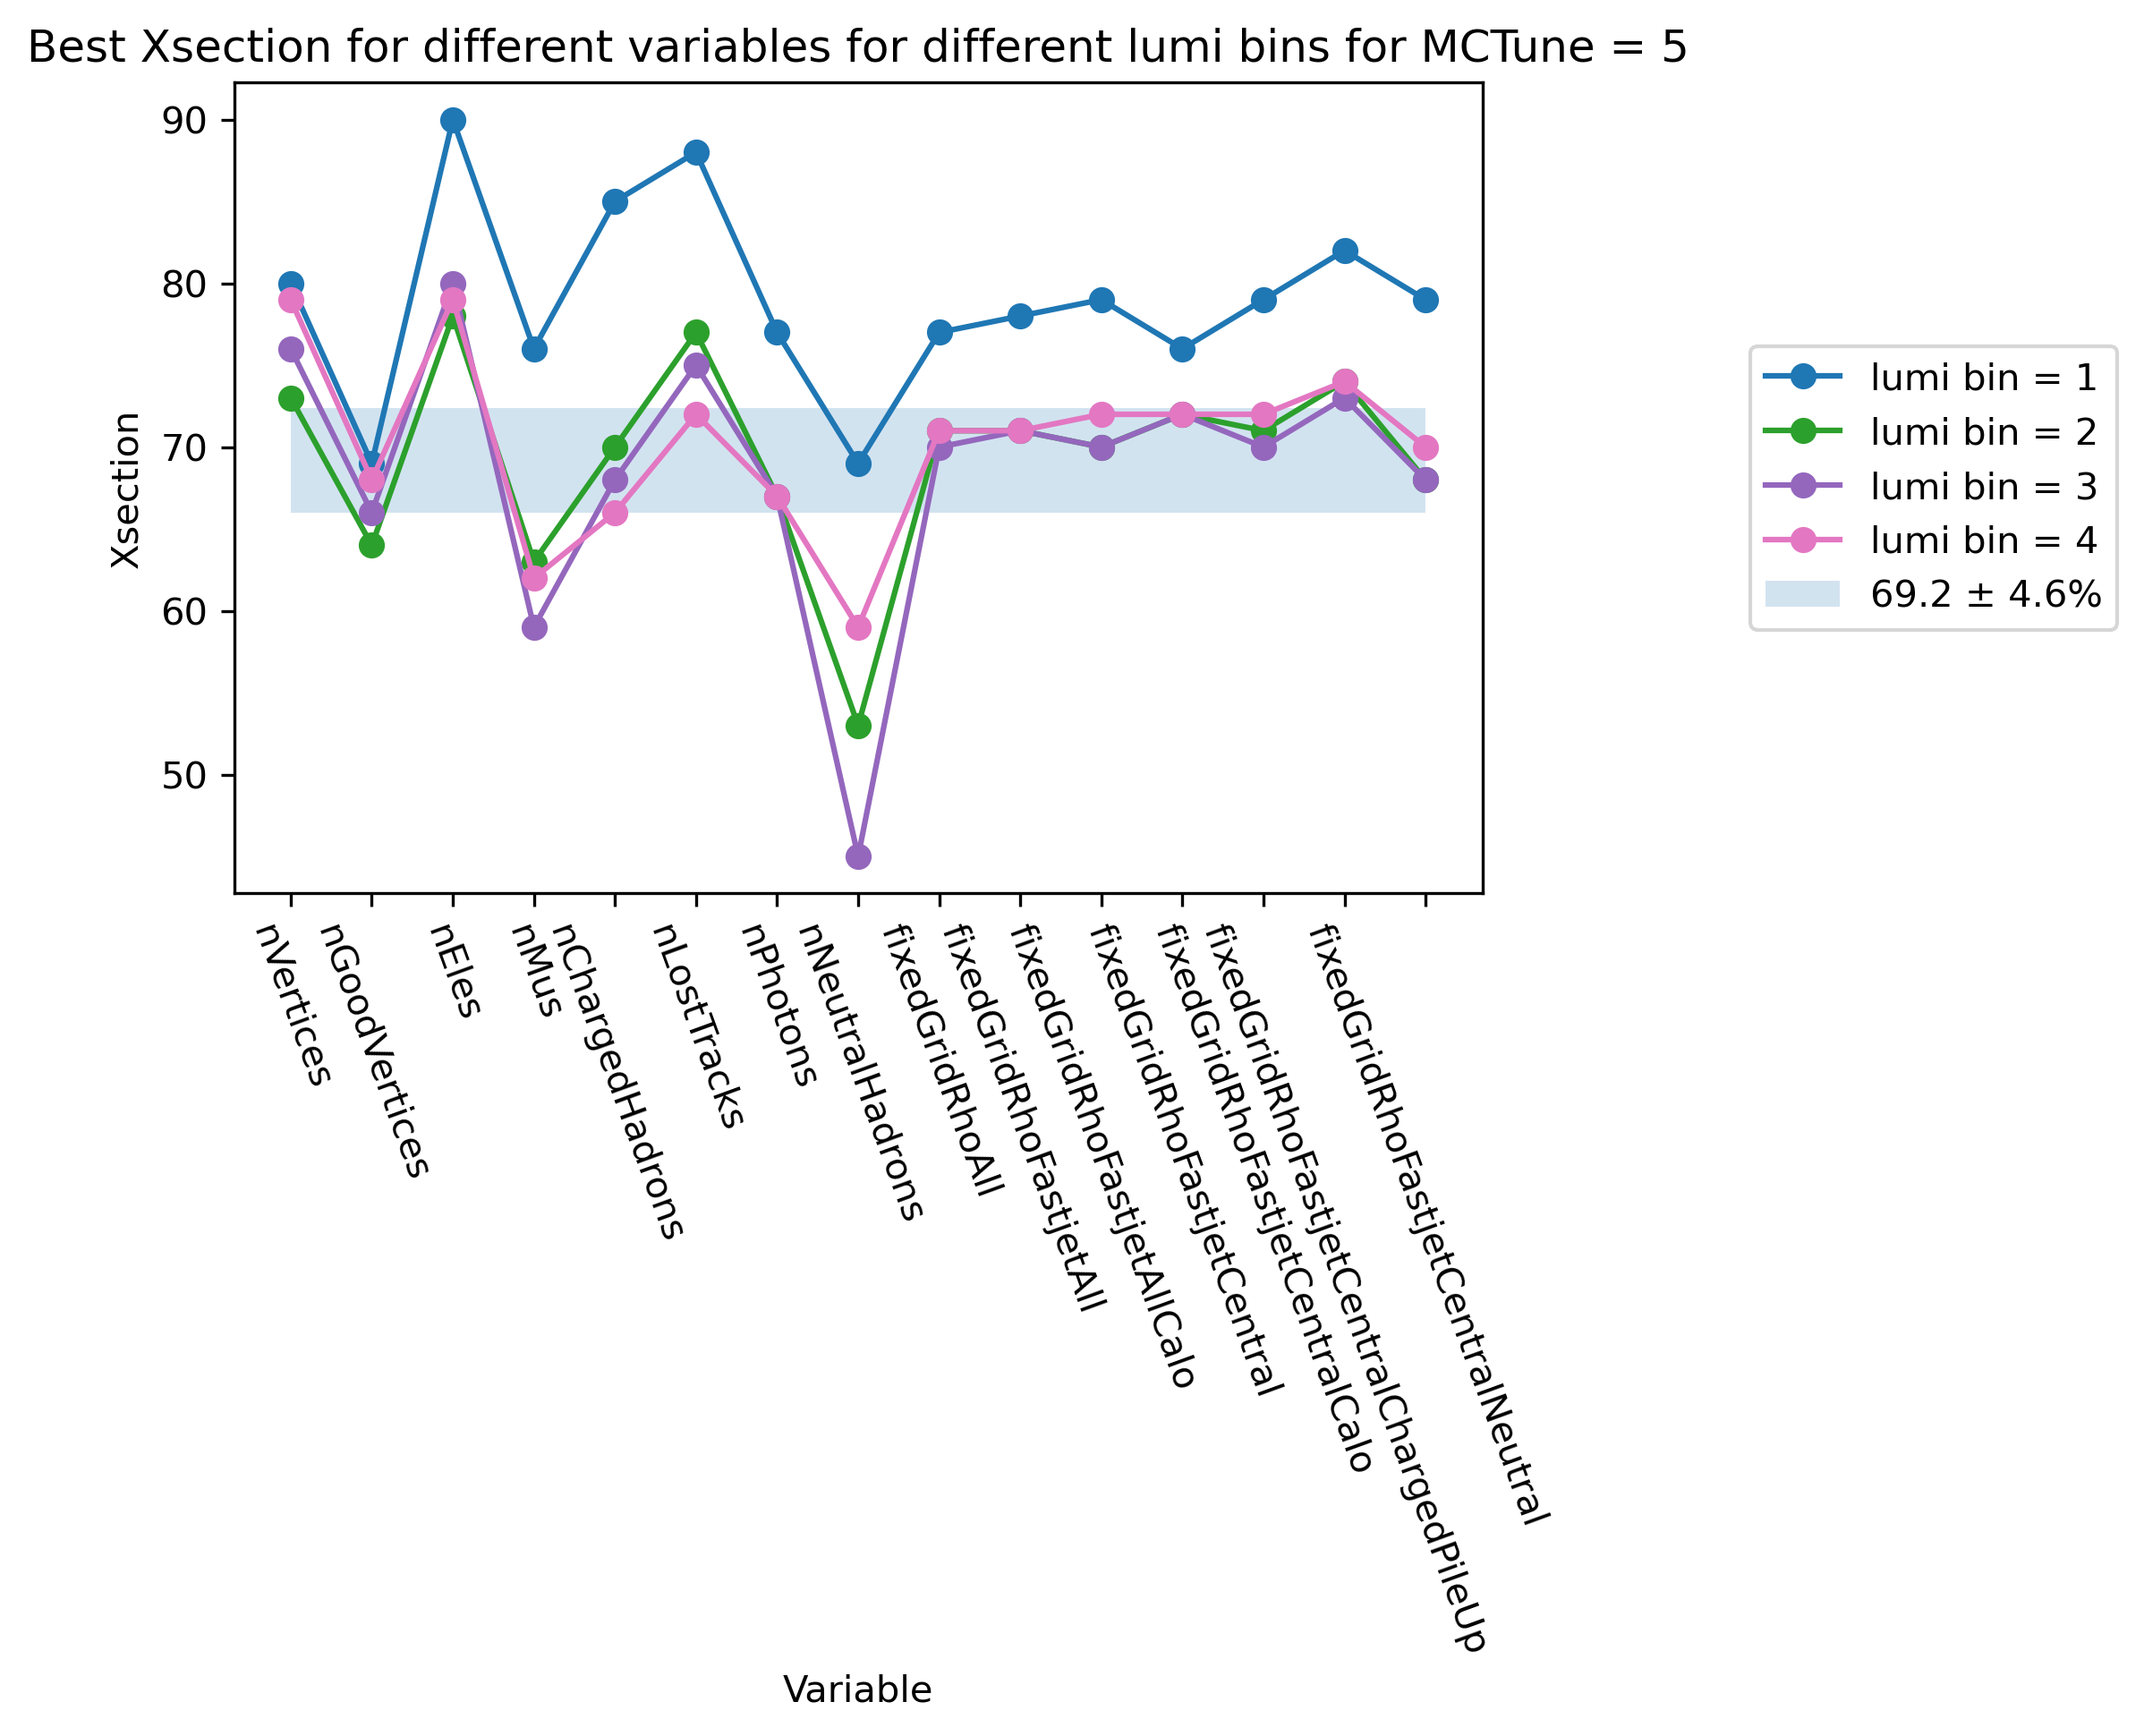 Best Xsection for different variables for different lumi bins for MCTune = 5
Xsection
90
80
70
60
50
lumi bin = 1
lumi bin = 2
lumi bin = 3
lumi bin = 4
69.2 ± 4.6%
nVertices
nGoodVertices
nEles
nMus
nChargedHadrons
nLostTracks
nPhotons
nNeutralHadrons
fixedGridRhoAll
fixedGridRhoFastjetAll
fixedGridRhoFastjetAllCalo
fixedGridRhoFastjetCentral
fixedGridRhoFastjetCentralCalo
fixedGridRhoFastjetCentralChargedPileUp
fixedGridRhoFastjetCentralNeutral
Variable